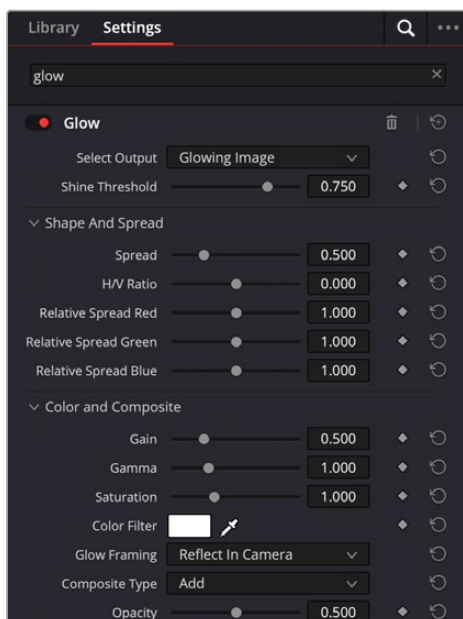 Library Settings
glow
Glow
Select Output Glowing Image
Shine Threshold 0.750
Shape And Spread
Spread 0.500
H/V Ratio 0.000
Relative Spread Red 1.000
Relative Spread Green 1.000
Relative Spread Blue 1.000
Color and Composite
Gain 0.500
Gamma 1.000
Saturation 1.000
Color Filter
Glow Framing Reflect In Camera
Composite Type Add
Opacity 0.500